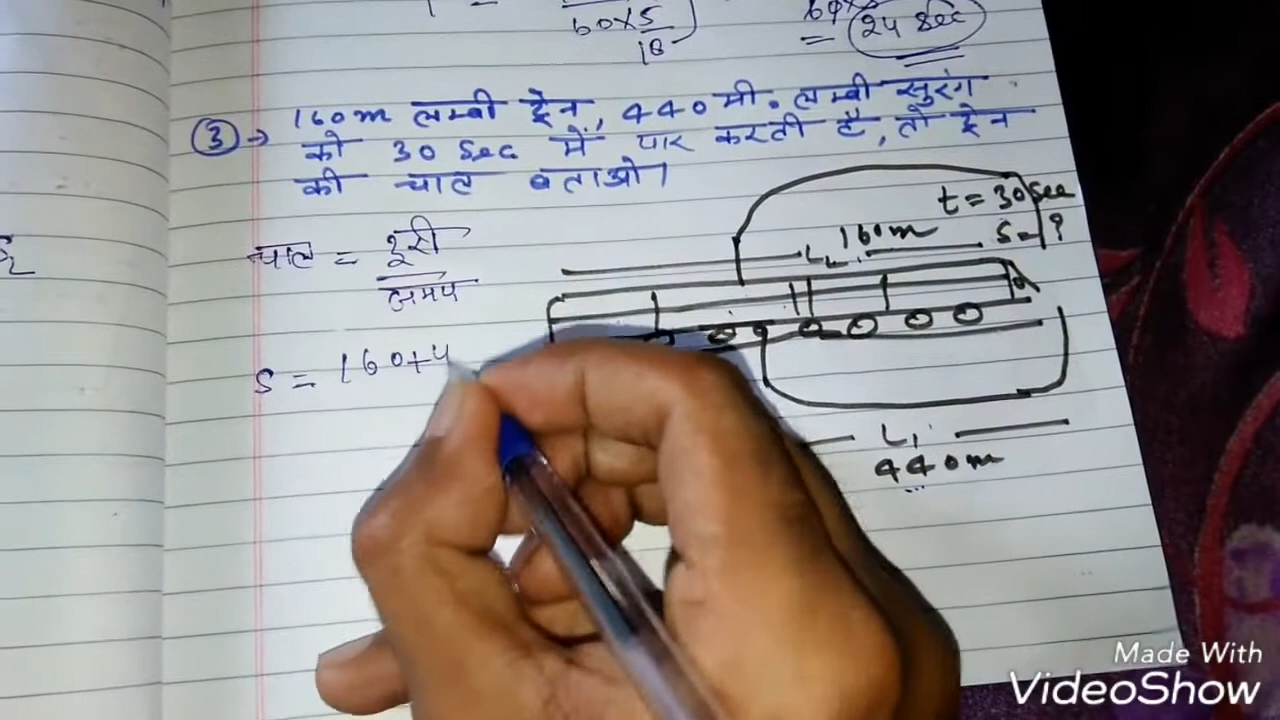 60×5
18
= 24 Sec
③→ 160m लम्बी ट्रेन, 440 मी. लम्बी सुरंग
को 30 Sec में पार करती है, तो ट्रेन
की चाल बताओ।
t = 30 Sec
160m S = ?
चाल = दूरी
समय
S = 160+4
L₁
440m
Made With
VideoShow